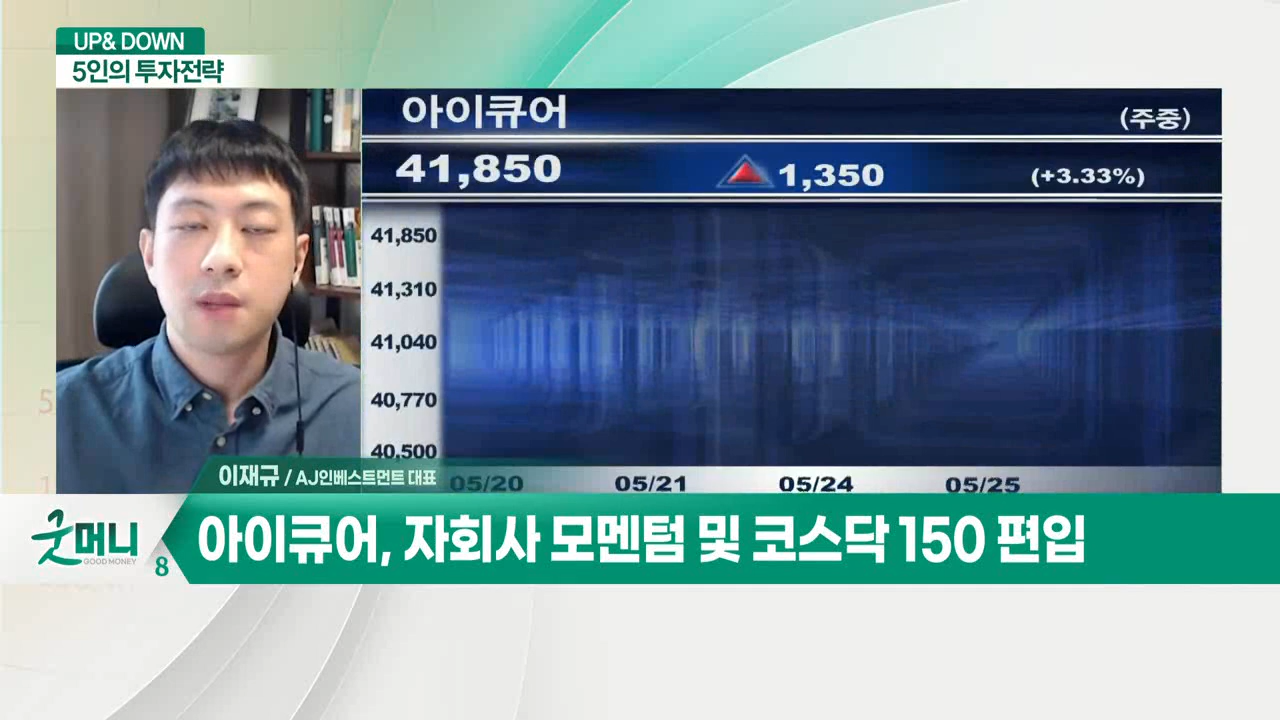 UP& DOWN
5인의 투자전략
아이큐어
(주중)
41,850
1,350
(+3.33%)
41,850
41,310
41,040
40,770
40,500
05/20
05/21
05/24
05/25
이재규 / AJ인베스트먼트 대표
굿머니
GOOD MONEY
8
아이큐어, 자회사 모멘텀 및 코스닥 150 편입
5
1